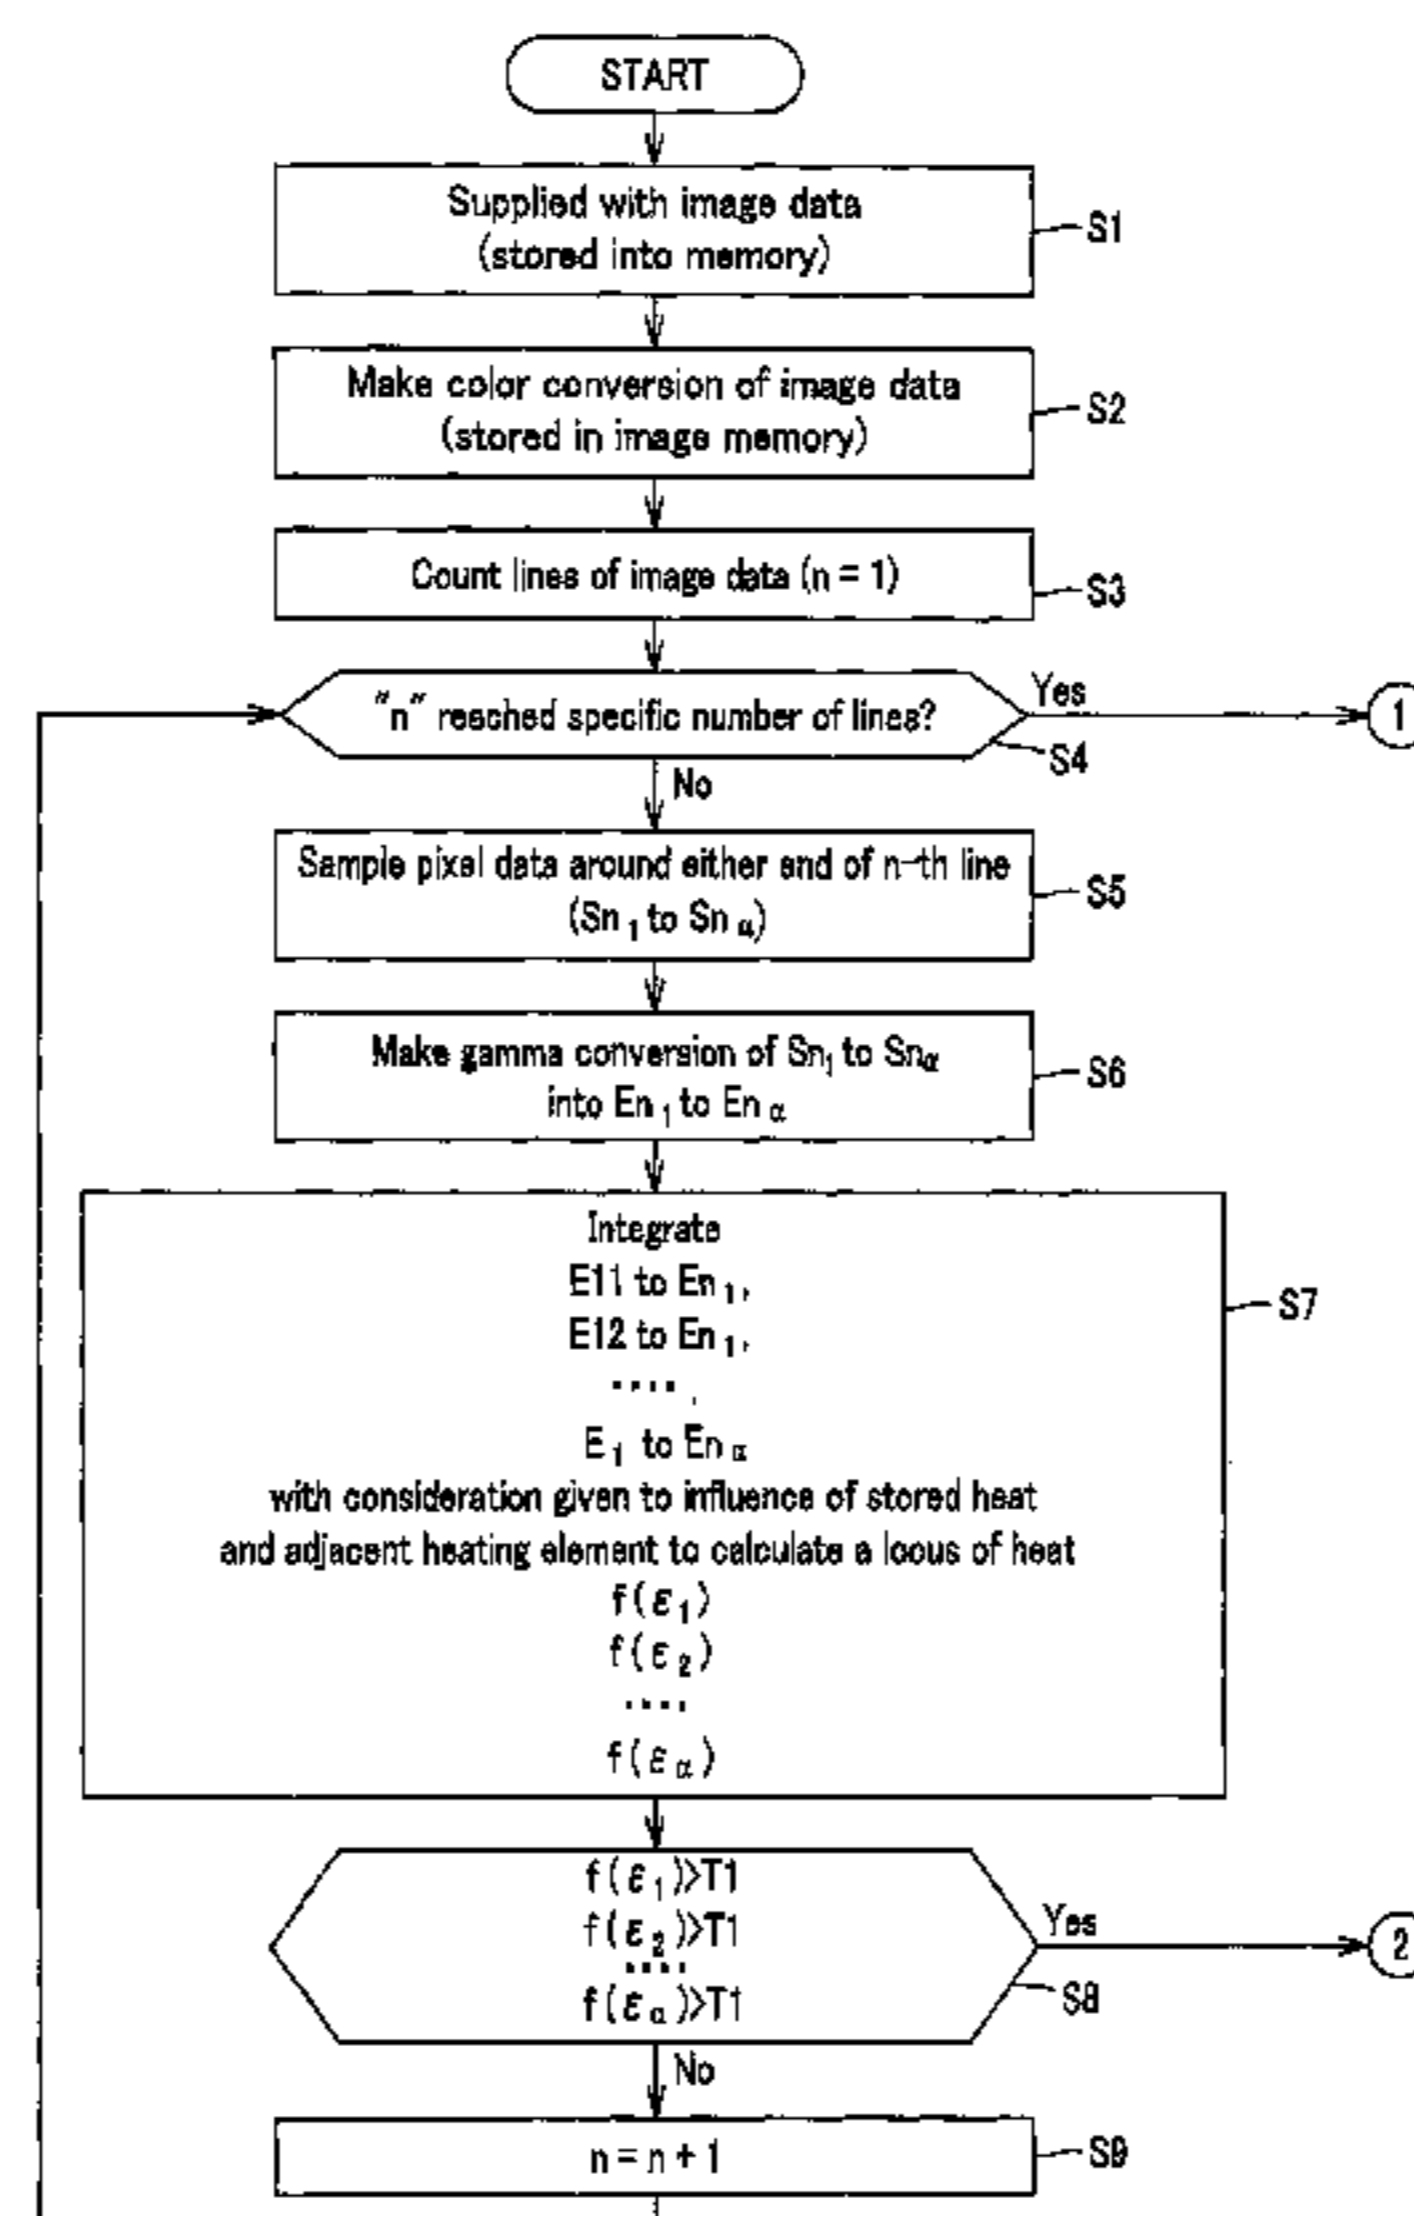 START
Supplied with image data
(stored into memory)
S1
Make color conversion of image data
(stored in image memory)
S2
Count lines of image data (n = 1)
S3
"n" reached specific number of lines?
Yes
1
S4
No
Sample pixel data around either end of n-th line
(Sn₁ to Snα)
S5
Make gamma conversion of Sn₁ to Snα
into En₁ to Enα
S6
Integrate
E11 to En₁,
E12 to En₁,
....,
E₁ to Enα
with consideration given to influence of stored heat
and adjacent heating element to calculate a locus of heat
f(ε₁)
f(ε₂)
....
f(εα)
S7
f(ε₁)>T1
f(ε₂)>T1
....
f(εα)>T1
Yes
2
S8
No
n = n + 1
S9